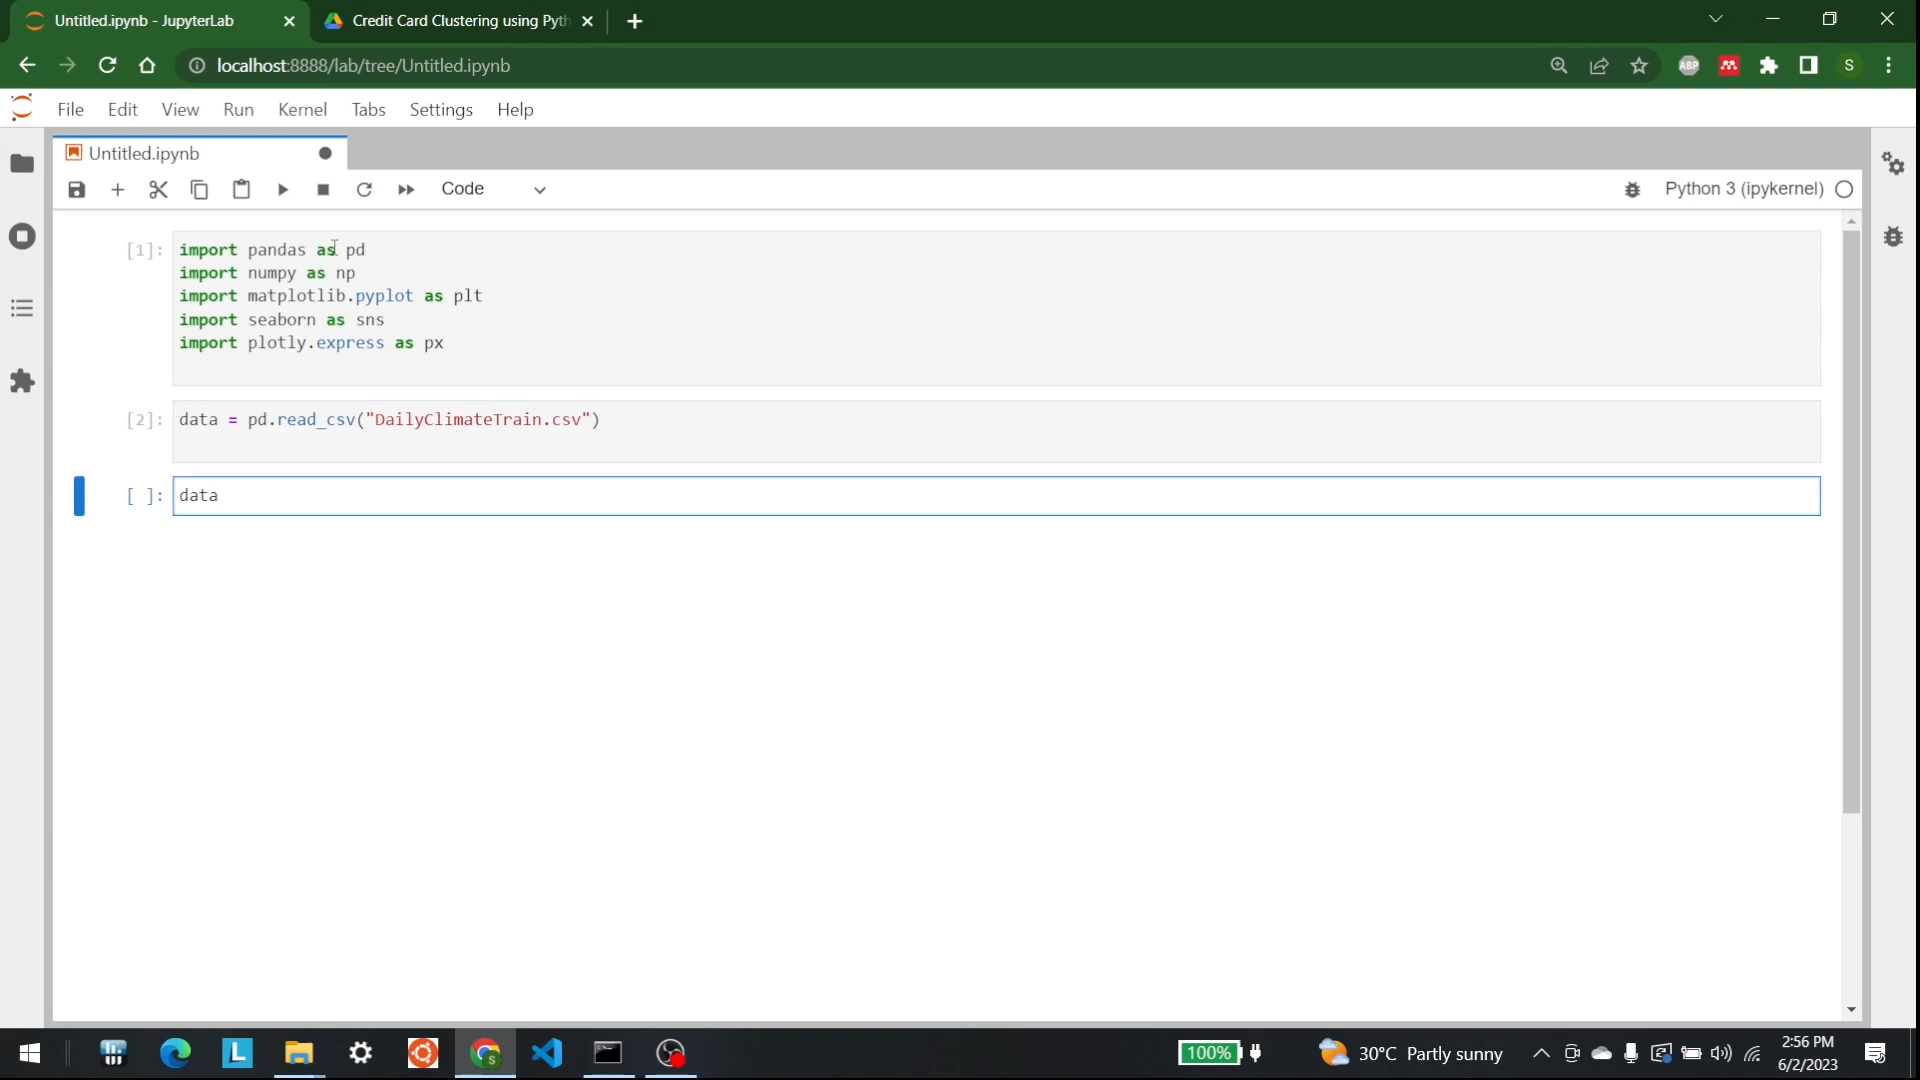 Untitled.ipynb - JupyterLab
Credit Card Clustering using Pyth
localhost:8888/lab/tree/Untitled.ipynb
ABP
S
File Edit View Run Kernel Tabs Settings Help
Untitled.ipynb
Code
Python 3 (ipykernel)
[1]: import pandas as pd
import numpy as np
import matplotlib.pyplot as plt
import seaborn as sns
import plotly.express as px
[2]: data = pd.read_csv("DailyClimateTrain.csv")
[ ]: data
L
S
100%
30°C Partly sunny
2:56 PM
6/2/2023